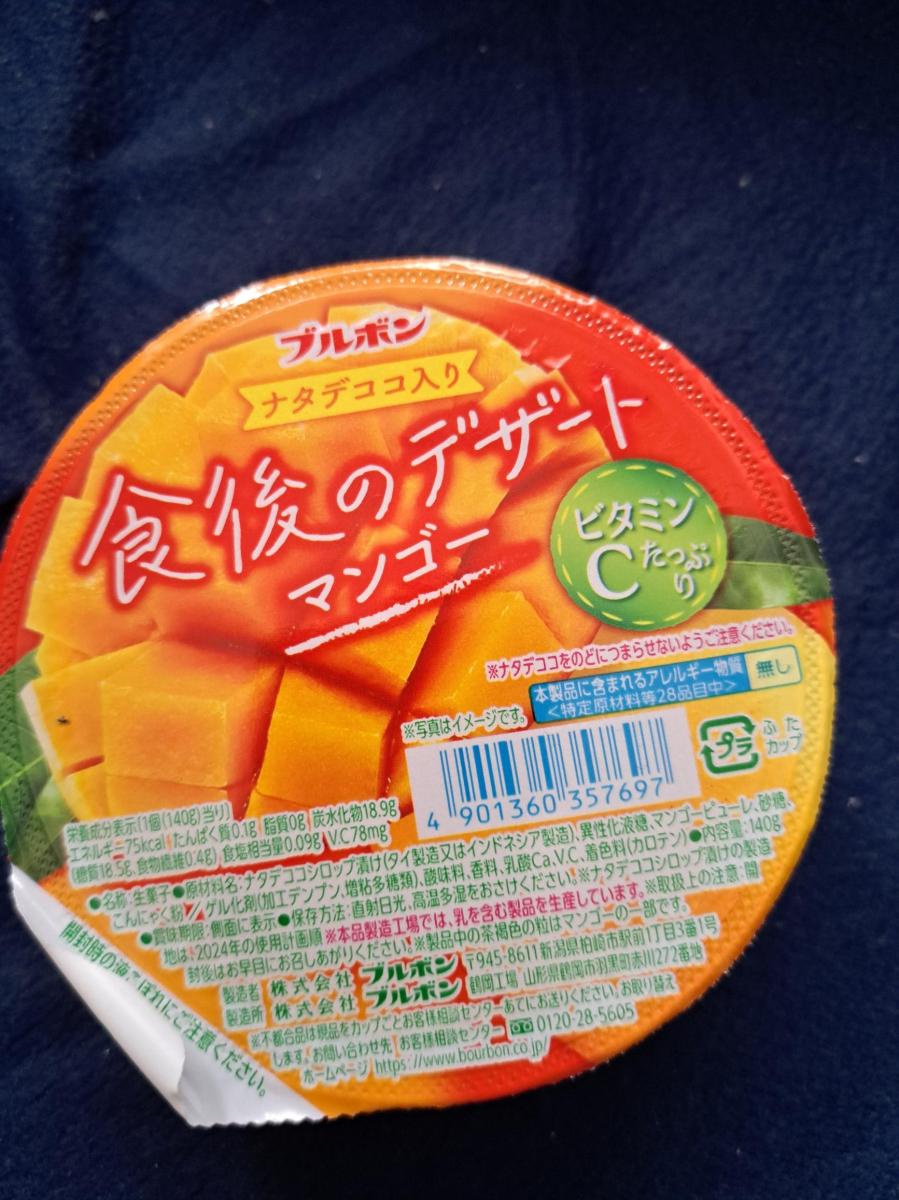 ブルボン
ナタデココ入り
食後のデザート
マンゴー
ビタミン
Cたっぷり
※ナタデココをのどにつまらせないようご注意ください。
本製品に含まれるアレルギー物質
<特定原材料等28品目中>
無し
※写真はイメージです。
4 901360 357697
プラ
ふた
カップ
栄養成分表示(1個(140g)当り)
エネルギー75kcal たんぱく質0.1g 脂質0g 炭水化物18.9g
(糖質18.5g、食物繊維0.4g) 食塩相当量0.09g V.C78mg
●名称:生菓子●原材料名:ナタデココシロップ漬け(タイ製造又はインドネシア製造)、異性化液糖、マンゴーピューレ、砂糖、
こんにゃく粉/ゲル化剤(加工デンプン、増粘多糖類)、酸味料、香料、乳酸Ca、V.C、着色料(カロテン)●内容量:140g
●賞味期限:側面に表示●保存方法:直射日光、高温多湿をおさけください。※ナタデココシロップ漬けの製造
地は、2024年の使用計画順※本品製造工場では、乳を含む製品を生産しています。※取扱上の注意:開
封後はお早目にお召しあがりください。※製品中の茶褐色の粒はマンゴーの一部です。
製造者 株式会社ブルボン 〒945-8611 新潟県柏崎市駅前1丁目3番1号
製造所 株式会社ブルボン 鶴岡工場 山形県鶴岡市羽黒町赤川272番地
※不都合品は現品をカップごとお客様相談センターあてにお送りください。お取り替え
します。お問い合わせ先 お客様相談センター 0120-28-5605
ホームページ https://www.bourbon.co.jp/
開封時の液こぼれにご注意ください。